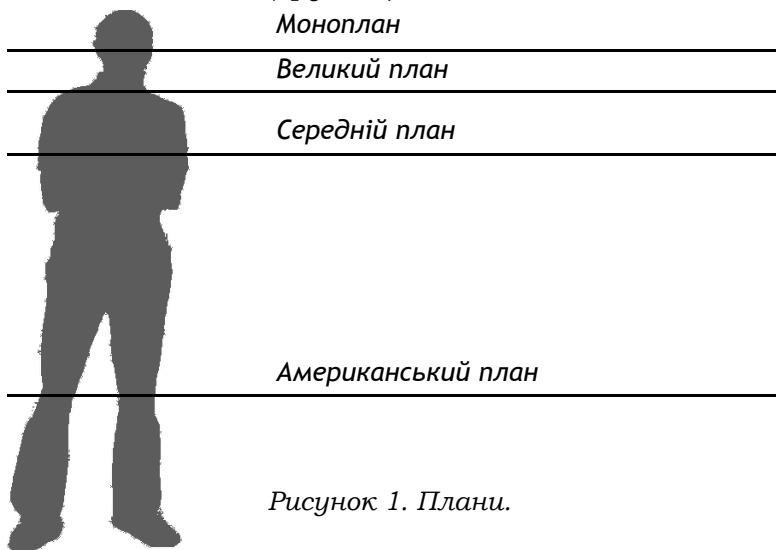 Моноплан
Великий план
Середній план
Американський план
Рисунок 1. Плани.